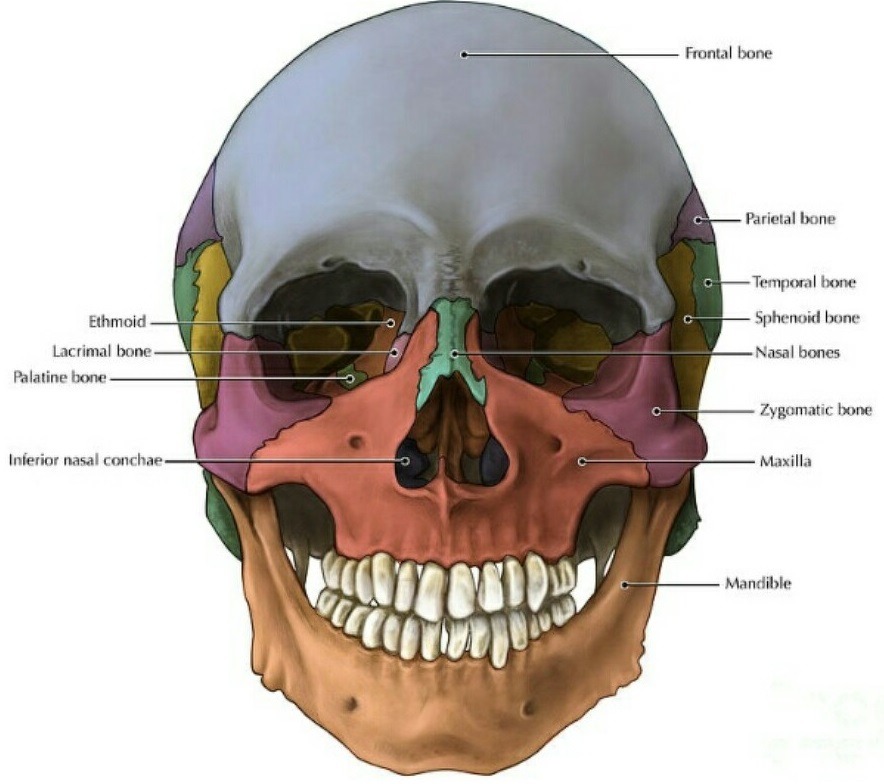 Frontal bone
Parietal bone
Temporal bone
Ethmoid
Sphenoid bone
Lacrimal bone
Nasal bones
Palatine bone
Zygomatic bone
Inferior nasal conchae
Maxilla
Mandible